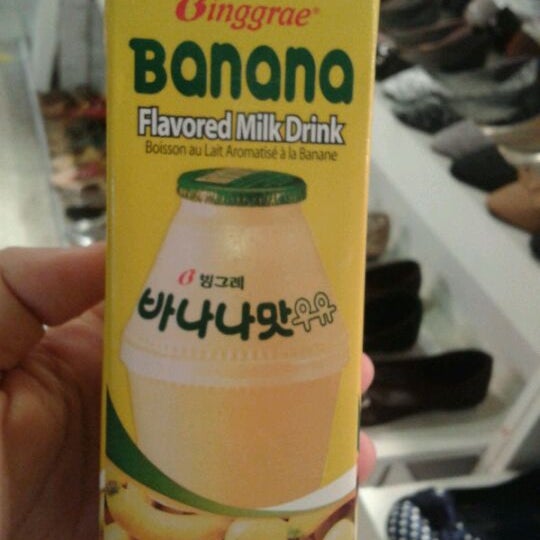 Binggrae®
Banana
Flavored Milk Drink
Boisson au Lait Aromatisé à la Banane
빙그레
바나나맛우유